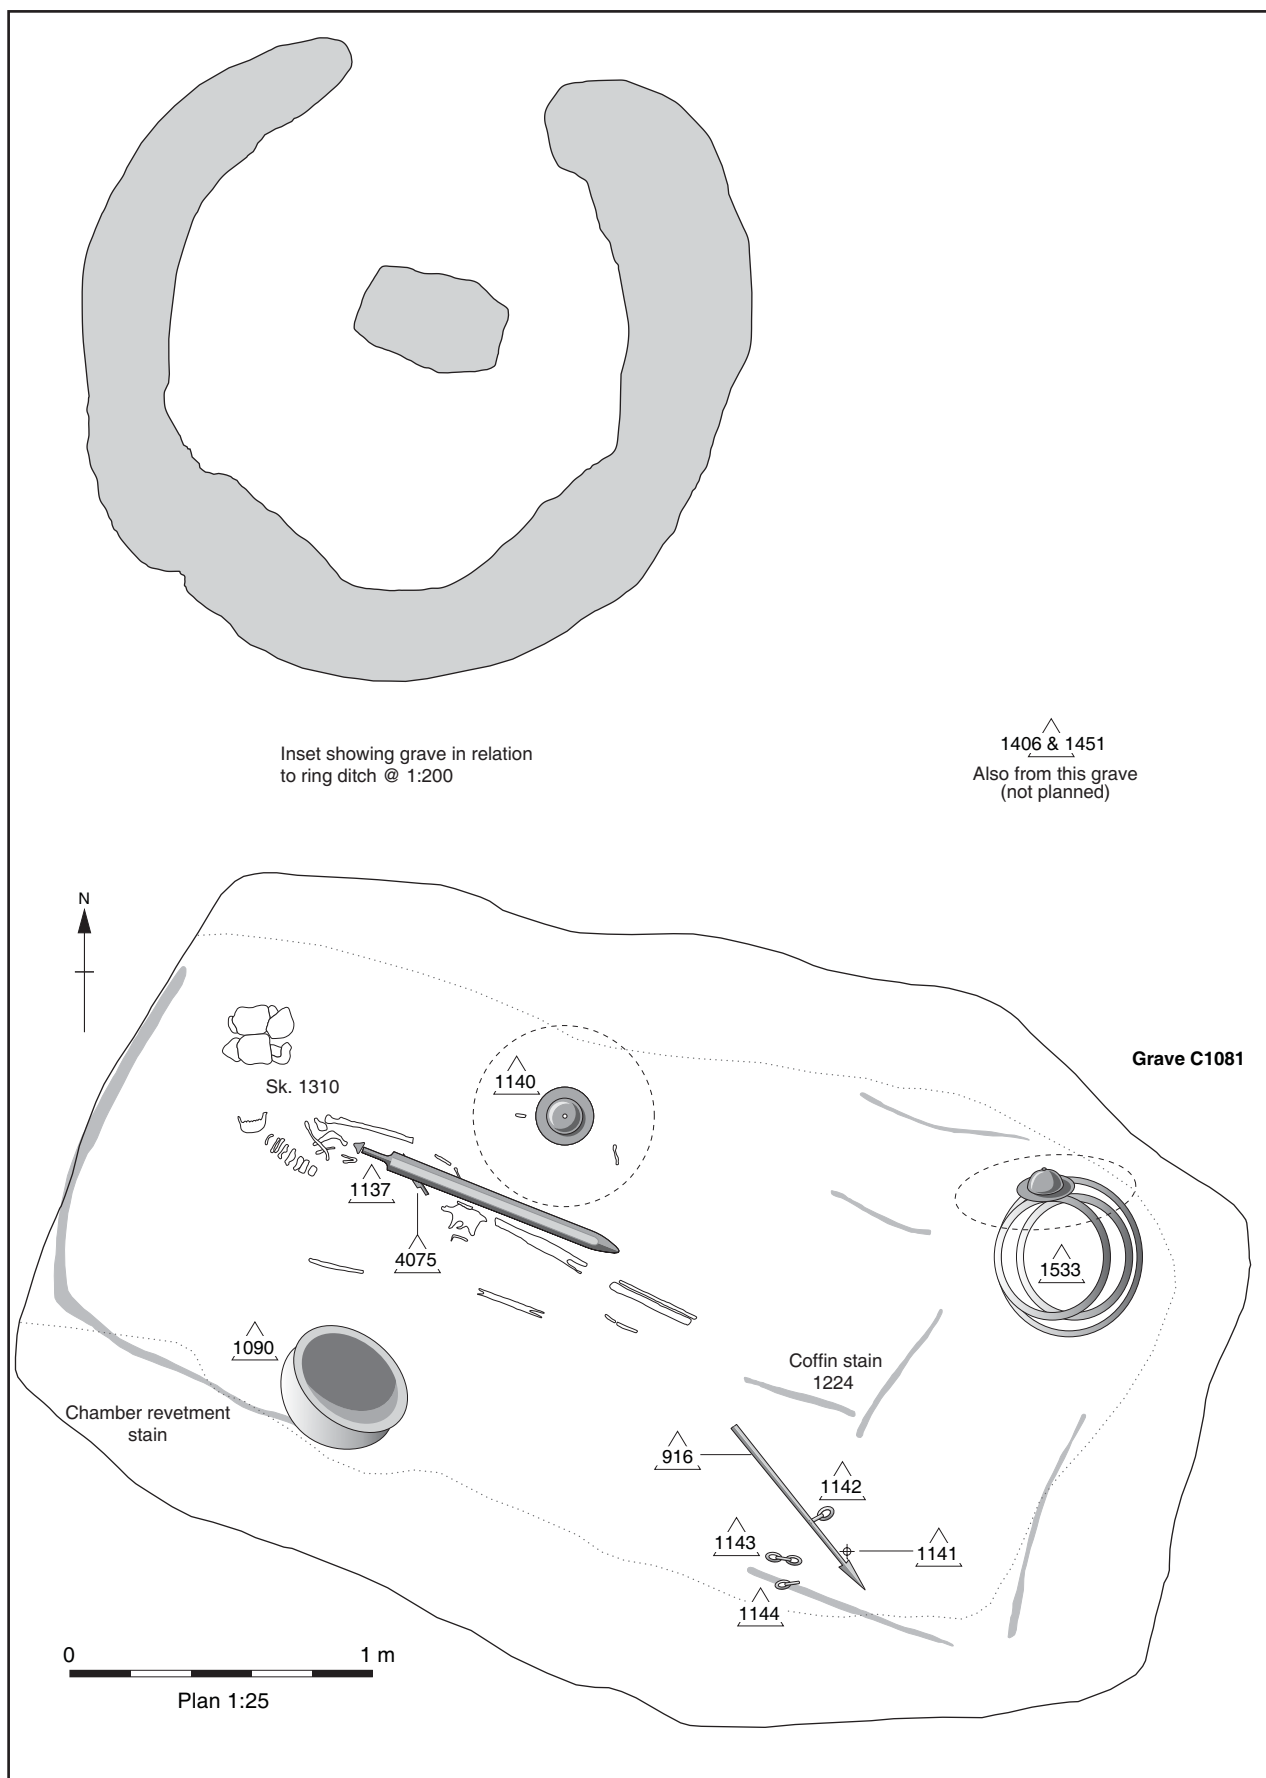 Inset showing grave in relation
to ring ditch @ 1:200
1406 & 1451
Also from this grave
(not planned)
N
Grave C1081
1140
Sk. 1310
1137
4075
1533
1090
Coffin stain
1224
Chamber revetment
stain
916
1142
1143
1141
1144
0 1 m
Plan 1:25